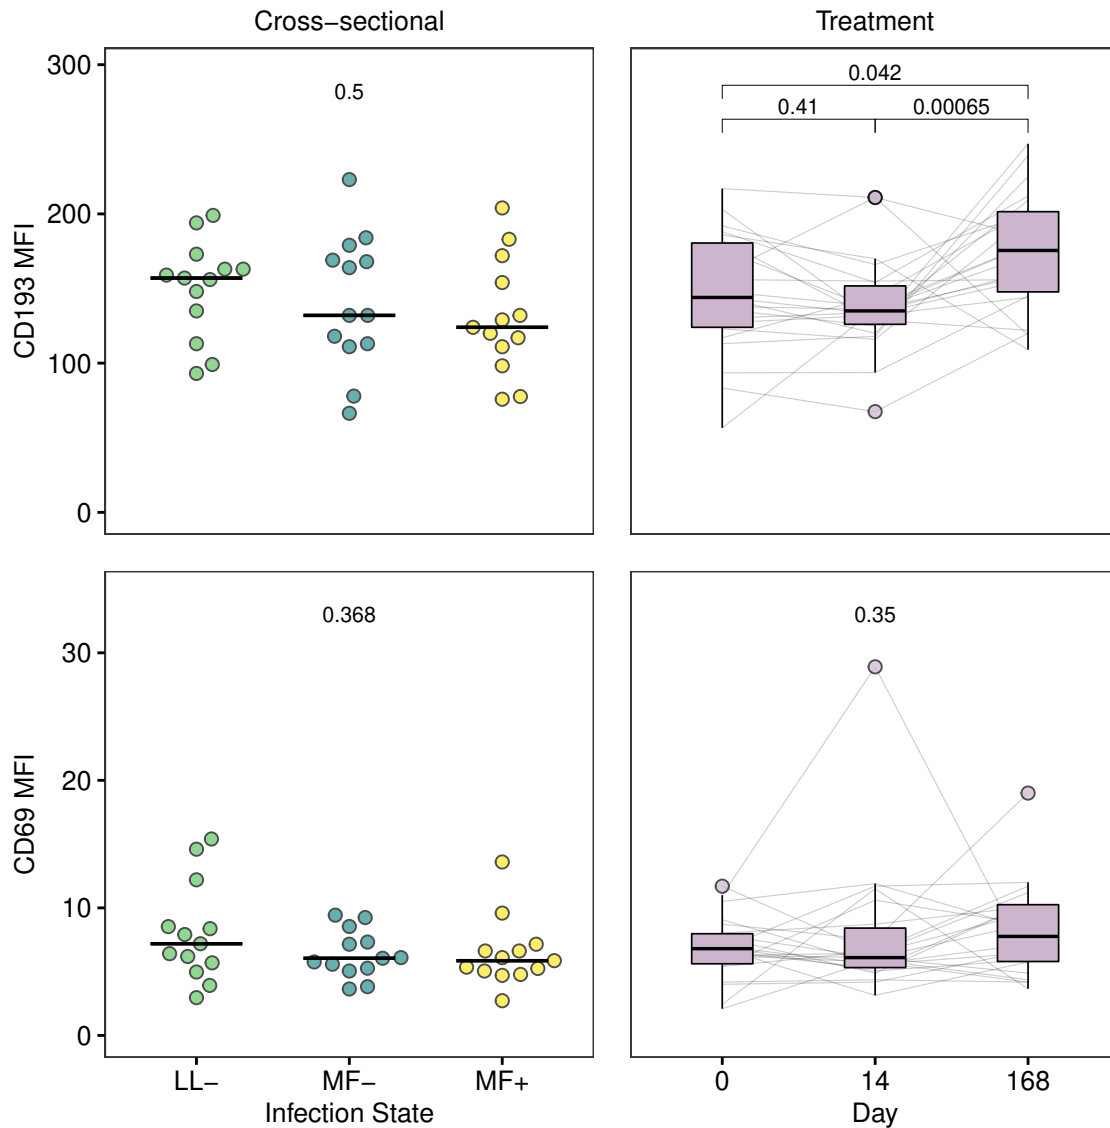 Cross−sectional
Treatment
CD193 MFI
300
200
100
0
0.5
0.042
0.41
0.00065
CD69 MFI
30
20
10
0
0.368
0.35
LL− MF− MF+
Infection State
0 14 168
Day